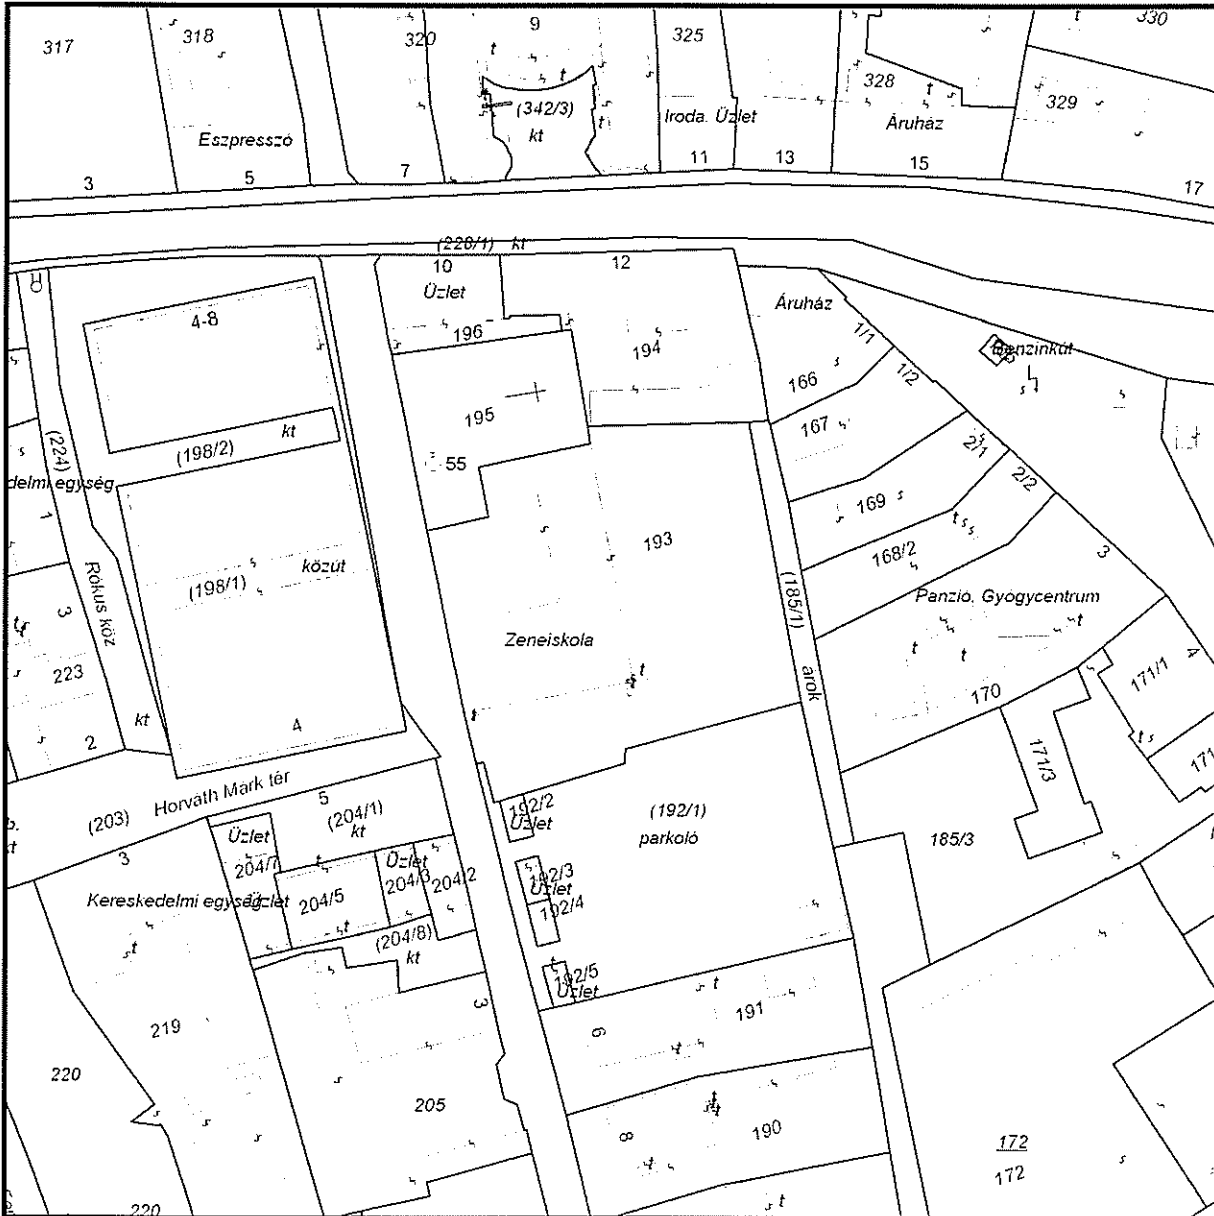 317
318
320
9
t
t
325
328
t
330
t
329
(342/3)
kt
t
Iroda. Üzlet
Áruház
Eszpresszó
3
5
7
11
13
15
17
(228/1) kt
10
12
Üzlet
196
194
Áruház
1/1
Benzinkút
4-8
1/2
166
195
167
(198/2)
kt
(224)
55
2/1
2/2
delmi egység
169
193
168/2
t
3
1
közút
(198/1)
(185/1)
Panzió, Gyógycentrum
Rókus köz
3
Zeneiskola
t
t
t
223
t
170
árok
4
171/1
kt
4
2
171/3
t
171
Horváth Márk tér
5
(203)
(204/1)
kt
192/2
Üzlet
(192/1)
parkoló
185/3
b.
3
Üzlet
204/7
t
Üzlet
204/3
204/2
192/3
Üzlet
Kereskedelmi egység
Üzlet
204/5
t
192/4
(204/8)
kt
t
t
192/5
Üzlet
t
191
3
6
219
220
205
t
190
8
172
172
220
t